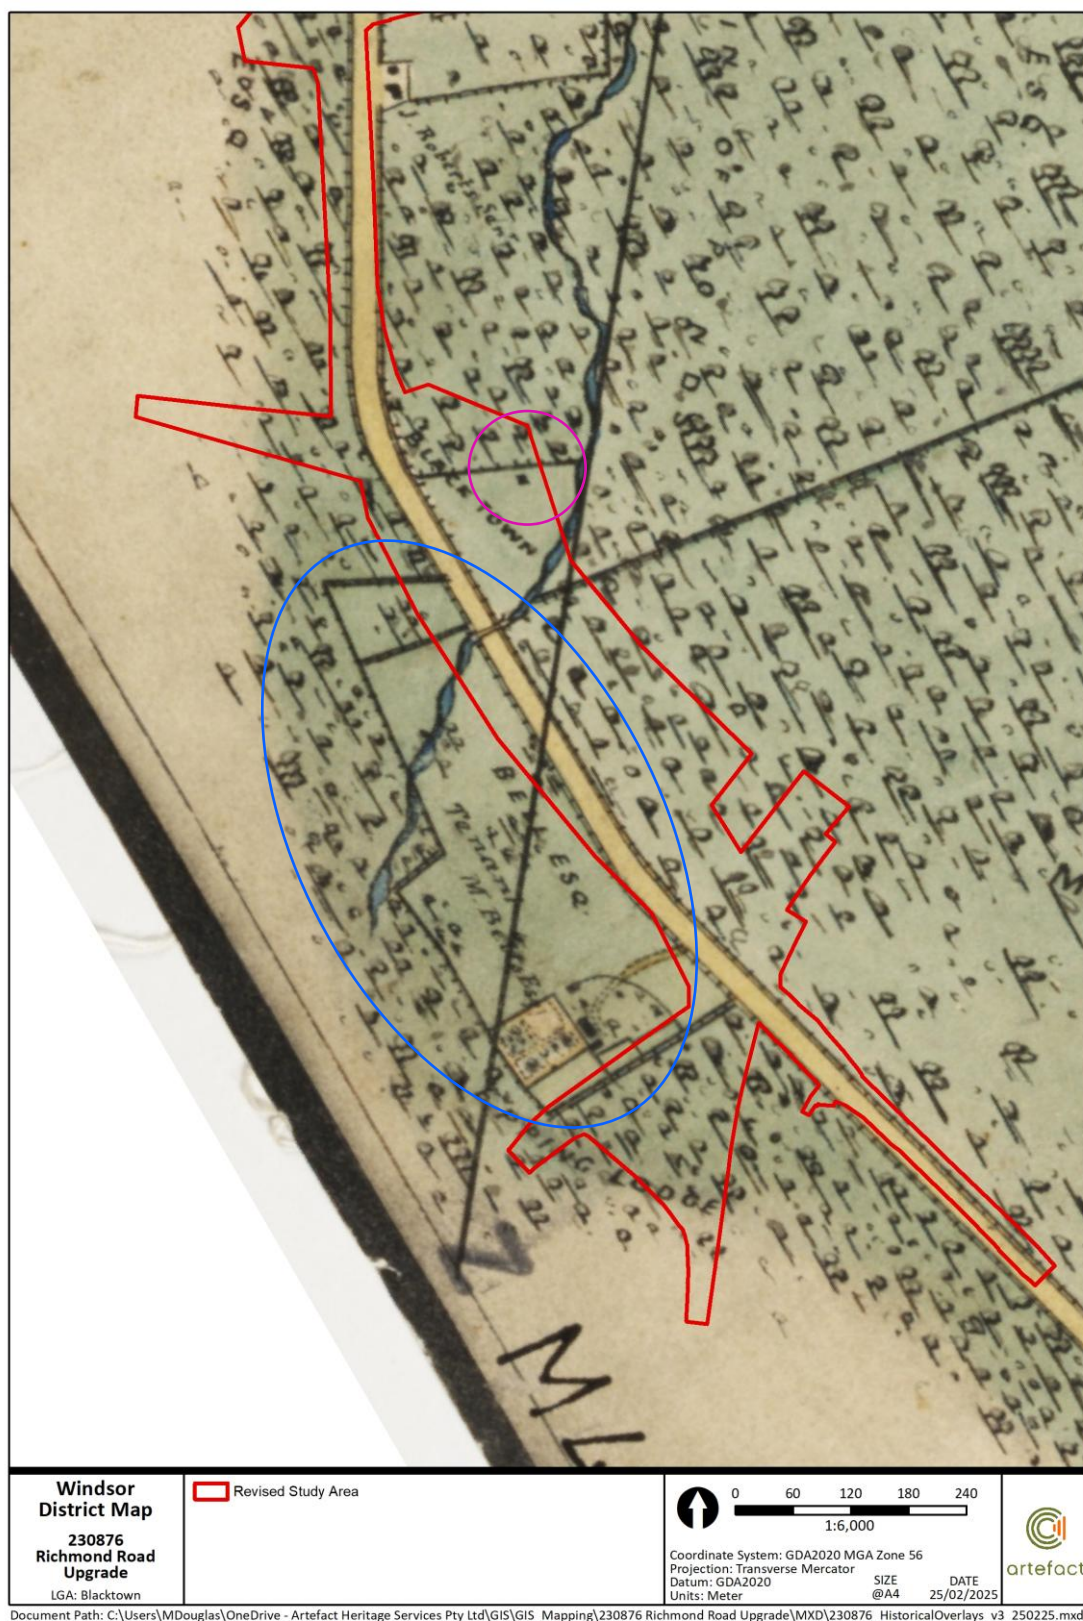 J. Robertson
BLACKTOWN
BELL ESQ.
Tenant
Windsor
District Map
230876
Richmond Road
Upgrade
LGA: Blacktown
Revised Study Area
0 60 120 180 240
1:6,000
Coordinate System: GDA2020 MGA Zone 56
Projection: Transverse Mercator
Datum: GDA2020
Units: Meter
SIZE
@A4
DATE
25/02/2025
artefact
Document Path: C:\Users\MDouglas\OneDrive - Artefact Heritage Services Pty Ltd\GIS\GIS_Mapping\230876 Richmond Road Upgrade\MXD\230876_HistoricalOverlays_v3_250225.mxd